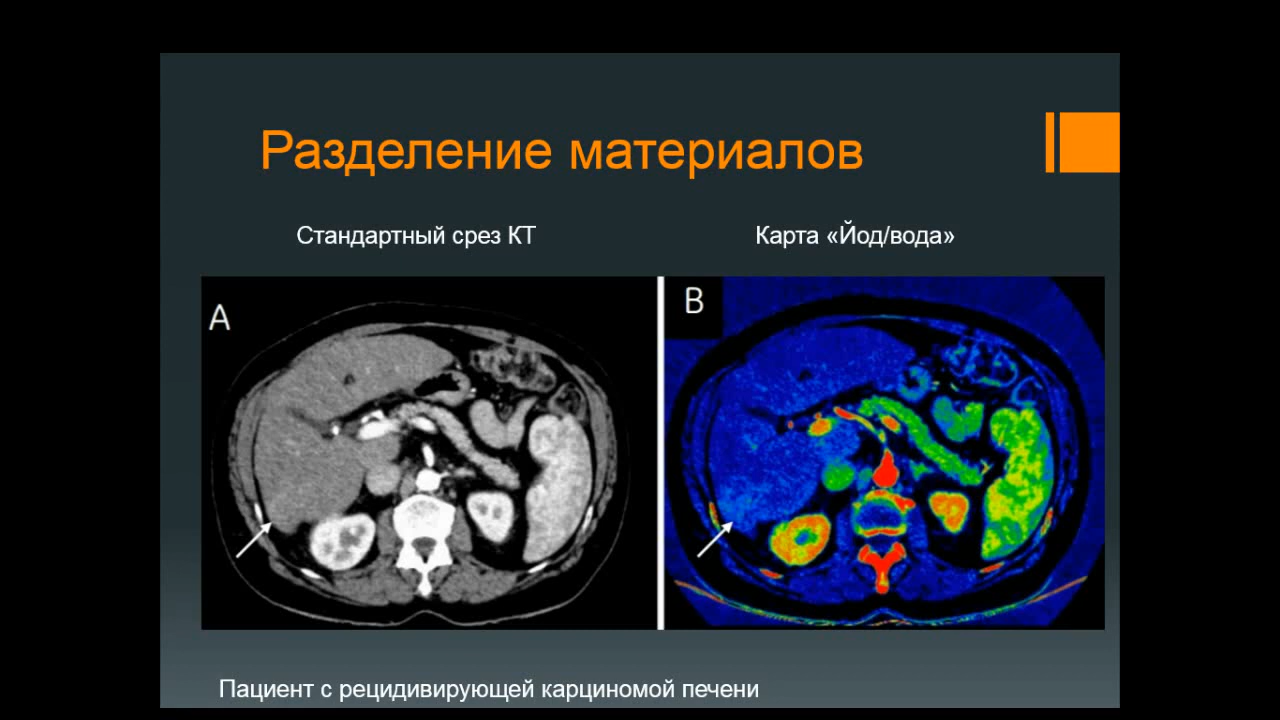 Разделение материалов
Стандартный срез КТ
Карта «Йод/вода»
A
B
Пациент с рецидивирующей карциномой печени